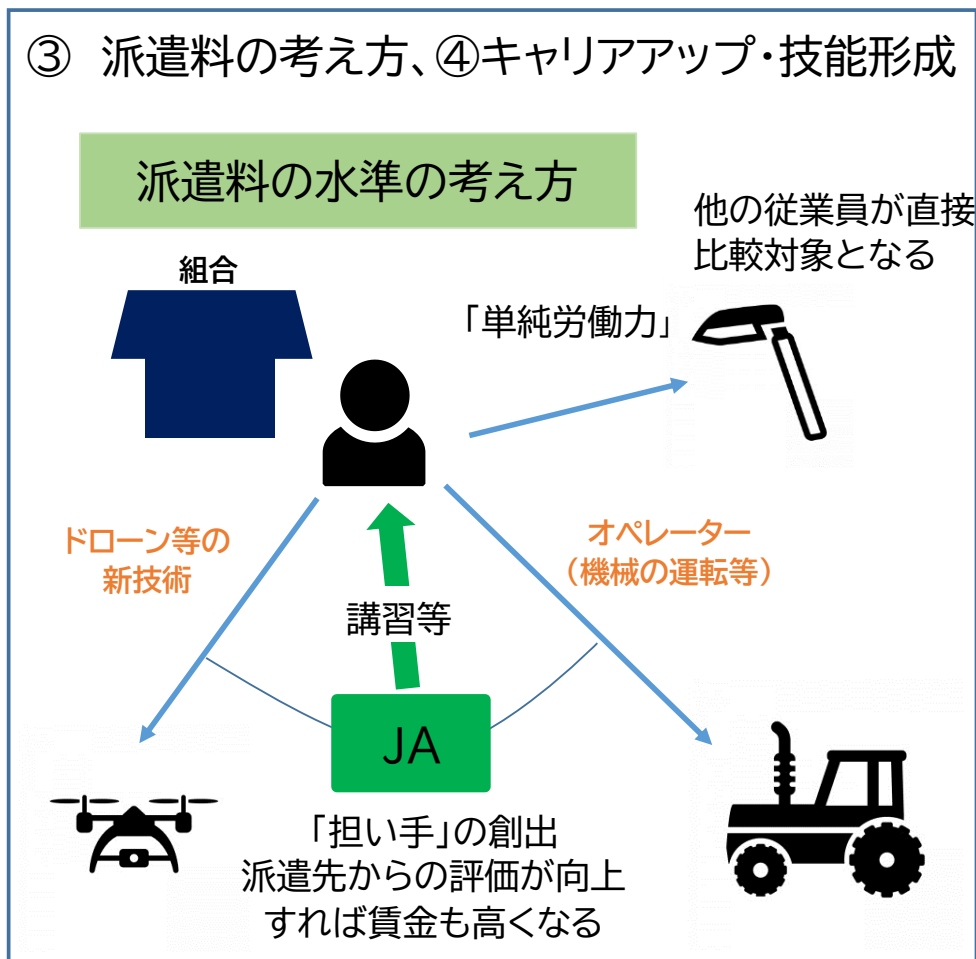 ③ 派遣料の考え方、④キャリアアップ・技能形成
派遣料の水準の考え方
他の従業員が直接
比較対象となる
組合
「単純労働力」
ドローン等の
新技術
オペレーター
（機械の運転等）
講習等
JA
「担い手」の創出
派遣先からの評価が向上
すれば賃金も高くなる